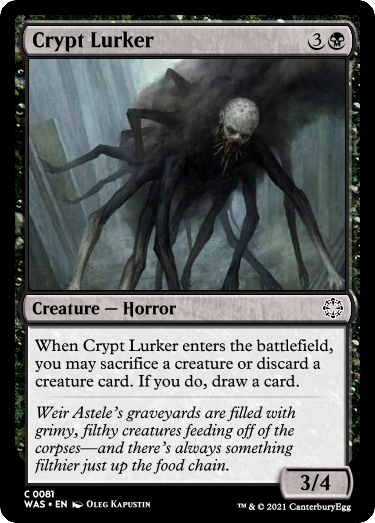 Crypt Lurker 3
Creature — Horror
When Crypt Lurker enters the battlefield,
you may sacrifice a creature or discard a
creature card. If you do, draw a card.
Weir Astele's graveyards are filled with
grimy, filthy creatures feeding off of the
corpses—and there's always something
filthier just up the food chain.
3/4
C 0081
WAS • EN Oleg Kapustin
™ & © 2021 CanterburyEgg